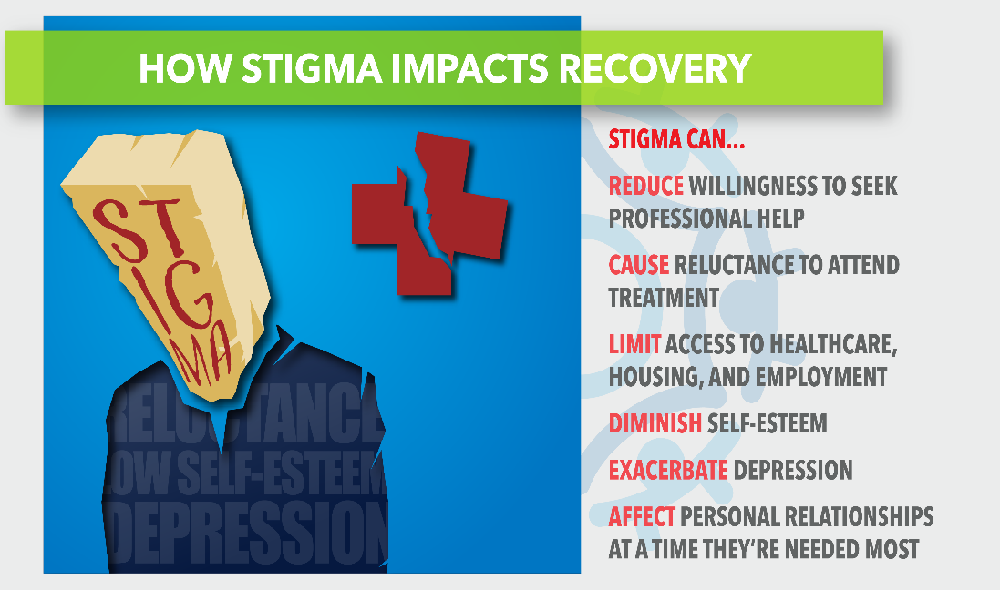 HOW STIGMA IMPACTS RECOVERY
ST
IG
MA
RELUCTANCE
LOW SELF-ESTEEM
DEPRESSION
STIGMA CAN...
REDUCE WILLINGNESS TO SEEK
PROFESSIONAL HELP
CAUSE RELUCTANCE TO ATTEND
TREATMENT
LIMIT ACCESS TO HEALTHCARE,
HOUSING, AND EMPLOYMENT
DIMINISH SELF-ESTEEM
EXACERBATE DEPRESSION
AFFECT PERSONAL RELATIONSHIPS
AT A TIME THEY'RE NEEDED MOST